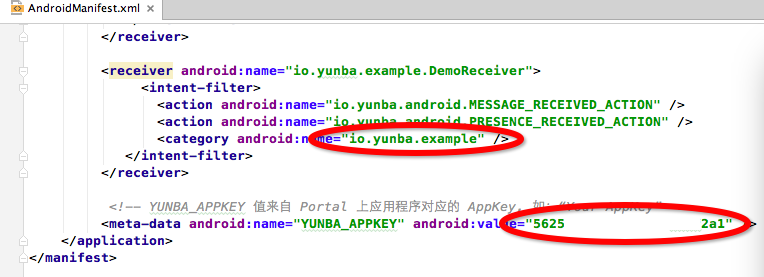 AndroidManifest.xml ×
</receiver>
<receiver android:name="io.yunba.example.DemoReceiver">
<intent-filter>
<action android:name="io.yunba.android.MESSAGE_RECEIVED_ACTION" />
<action android:name="io.yunba.android.PRESENCE_RECEIVED_ACTION" />
<category android:name="io.yunba.example" />
</intent-filter>
</receiver>
<!-- YUNBA_APPKEY 值来自 Portal 上应用程序对应的 AppKey, 如: "Your AppKey"
<meta-data android:name="YUNBA_APPKEY" android:value="5625 2a1" />
</application>
</manifest>